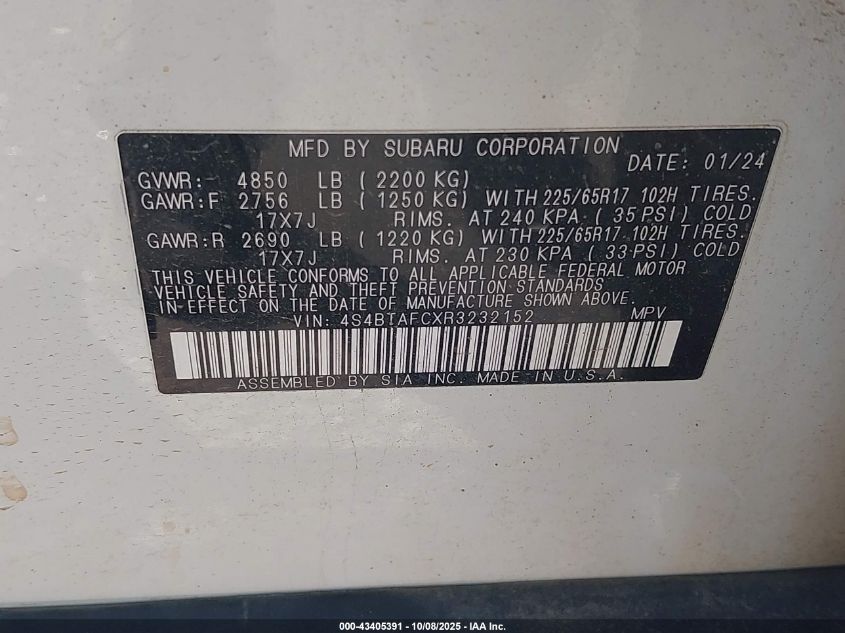 MFD BY SUBARU CORPORATION
DATE: 01/24
GVWR: 4850 LB ( 2200 KG)
GAWR:F 2756 LB ( 1250 KG) WITH 225/65R17 102H TIRES.
17X7J RIMS. AT 240 KPA ( 35 PSI) COLD
GAWR:R 2690 LB ( 1220 KG) WITH 225/65R17 102H TIRES.
17X7J RIMS. AT 230 KPA ( 33 PSI) COLD
THIS VEHICLE CONFORMS TO ALL APPLICABLE FEDERAL MOTOR
VEHICLE SAFETY AND THEFT PREVENTION STANDARDS
IN-EFFECT ON THE DATE OF MANUFACTURE SHOWN ABOVE.
VIN: 4S4BTAFCXR3232152 MPV
ASSEMBLED BY SIA INC. MADE IN U.S.A.
000-43405391 - 10/08/2025 - IAA Inc.